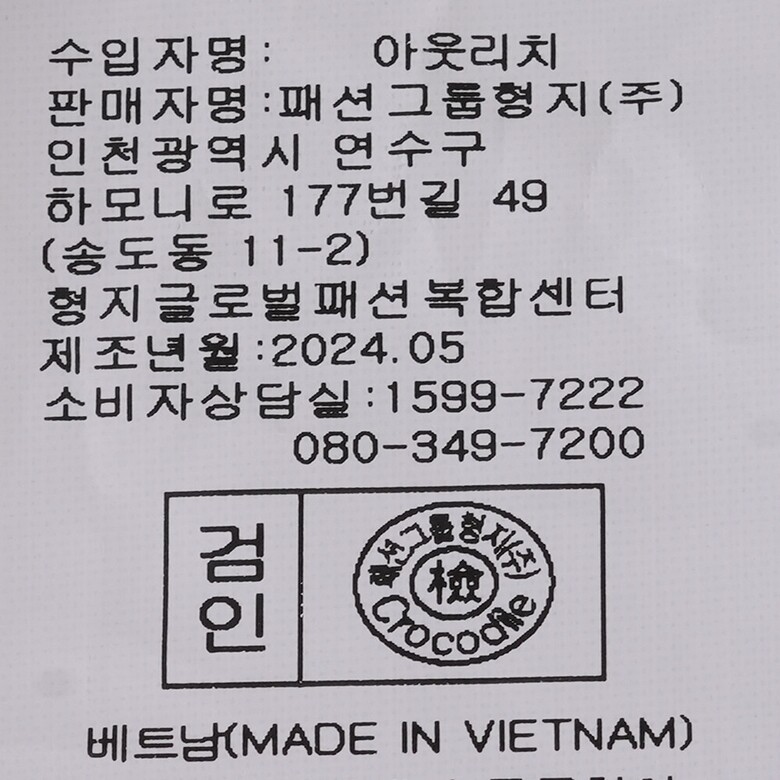 수입자명: 아웃리치
판매자명:패션그룹형지(주)
인천광역시 연수구
하모니로 177번길 49
(송도동 11-2)
형지글로벌패션복합센터
제조년월:2024.05
소비자상담실:1599-7222
080-349-7200
검인
패션그룹형지(주)
檢
Crocodile
베트남(MADE IN VIETNAM)